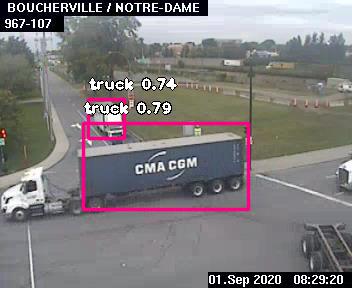 BOUCHERVILLE / NOTRE-DAME
967-107
truck 0.74
truck 0.79
CMA CGM
01.Sep 2020 08:29:20